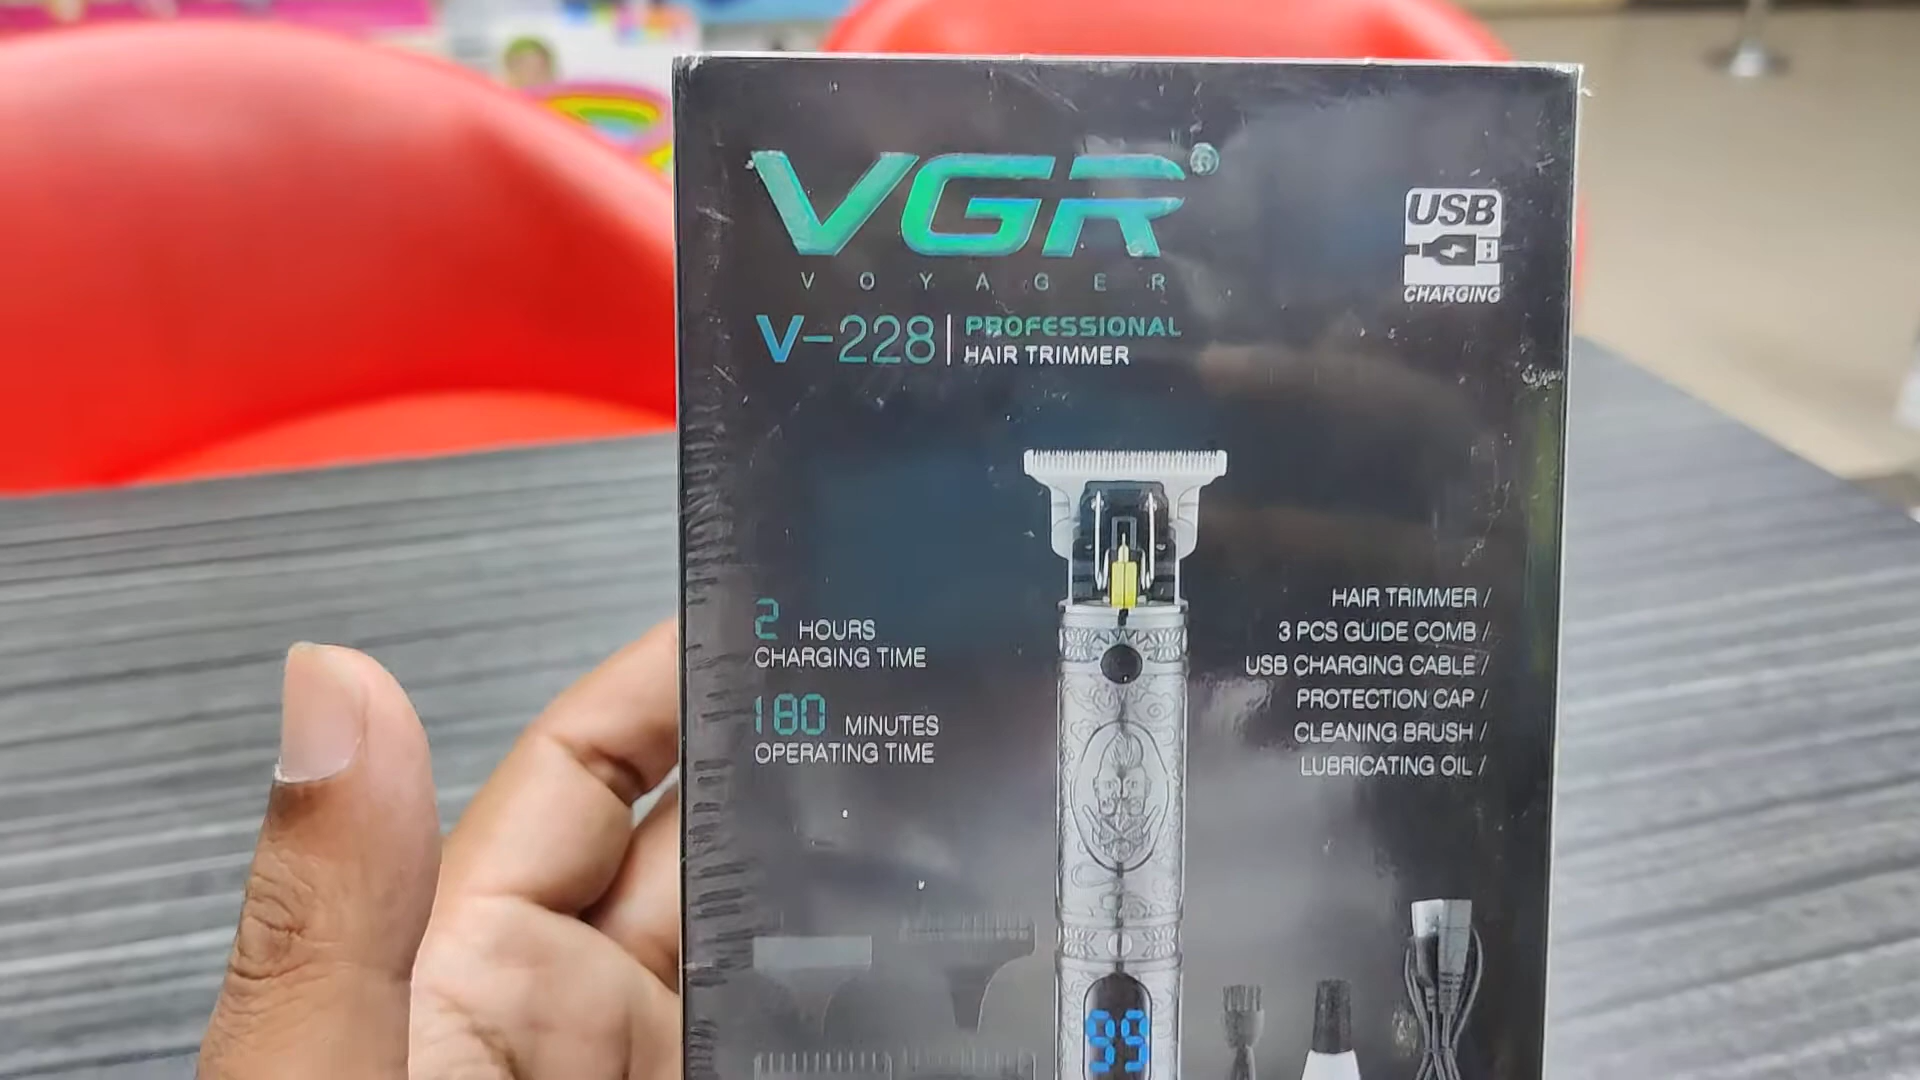 VGR®
VOYAGER
V-228 PROFESSIONAL
HAIR TRIMMER
USB
CHARGING
2 HOURS
CHARGING TIME
180 MINUTES
OPERATING TIME
HAIR TRIMMER /
3 PCS GUIDE COMB /
USB CHARGING CABLE /
PROTECTION CAP /
CLEANING BRUSH /
LUBRICATING OIL /
99